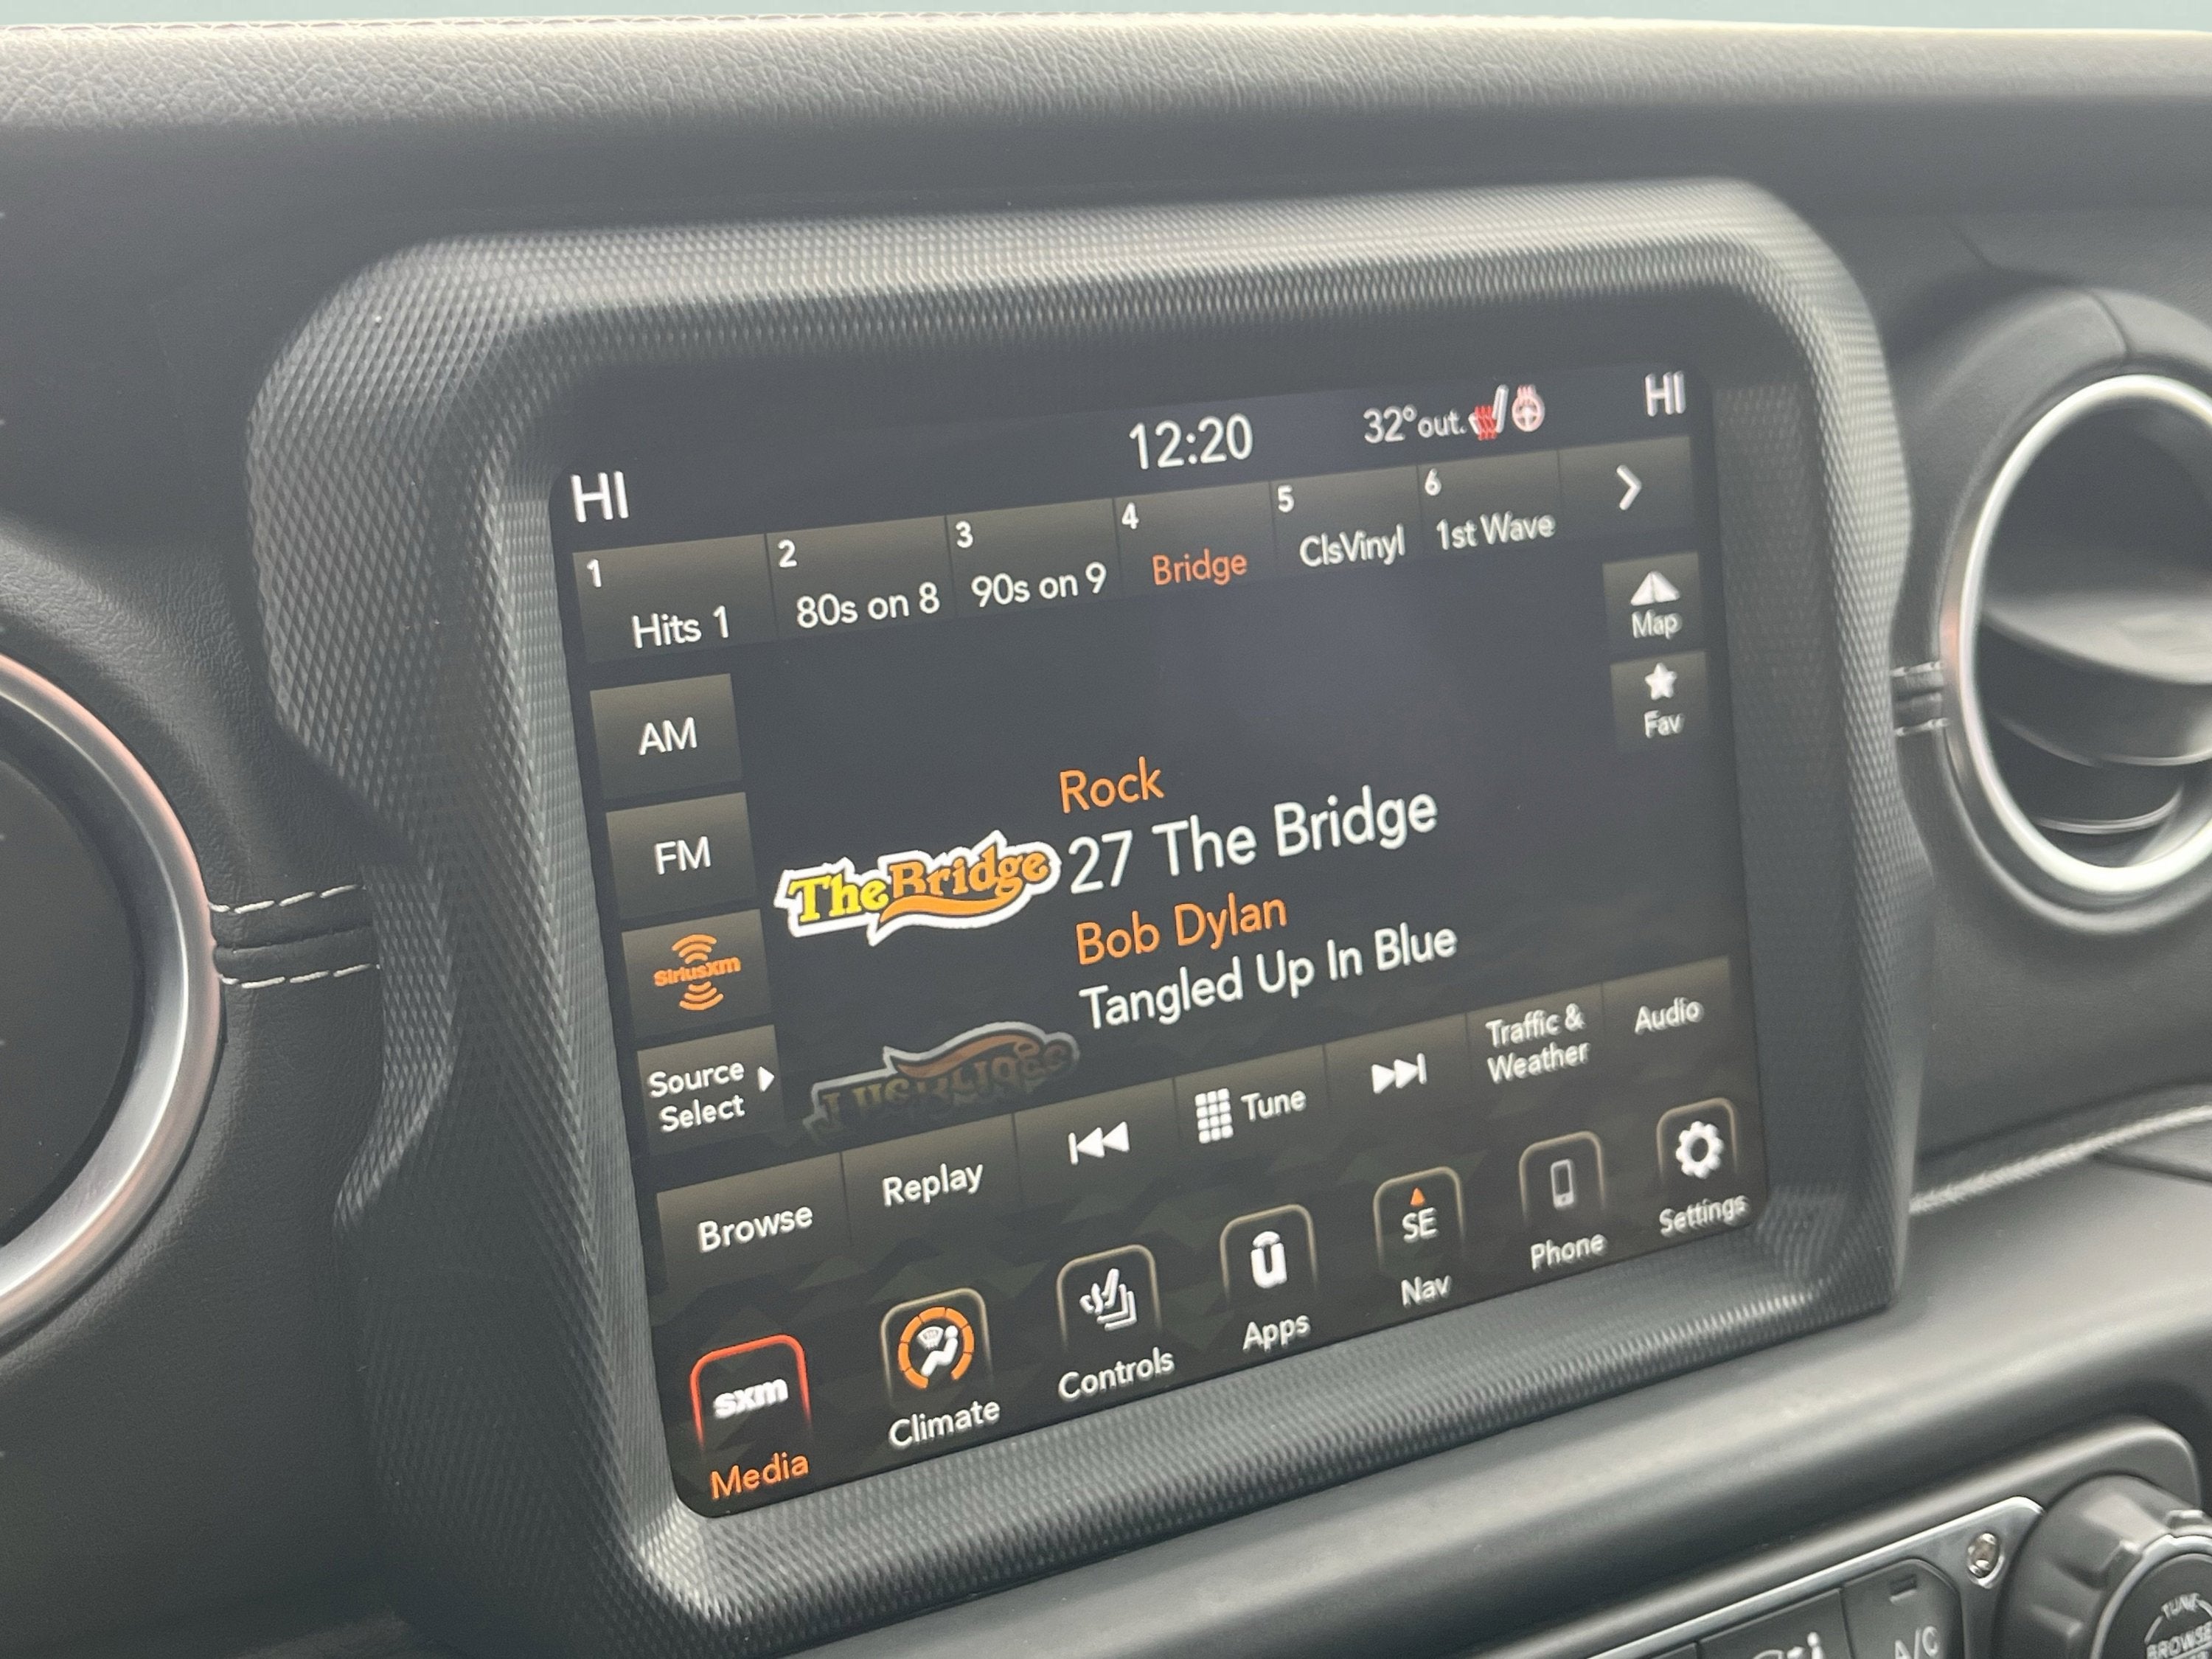 HI
12:20
32°out.
HI
1
Hits 1
2
80s on 8
3
90s on 9
4
Bridge
5
ClsVinyl
6
1st Wave
Map
Fav
AM
FM
SiriusXm
Source
Select
Rock
TheBridge
27 The Bridge
Bob Dylan
Tangled Up In Blue
Browse
Replay
Tune
Traffic &
Weather
Audio
sxm
Media
Climate
Controls
Apps
SE
Nav
Phone
Settings
A/C
TUNE
BROWSE